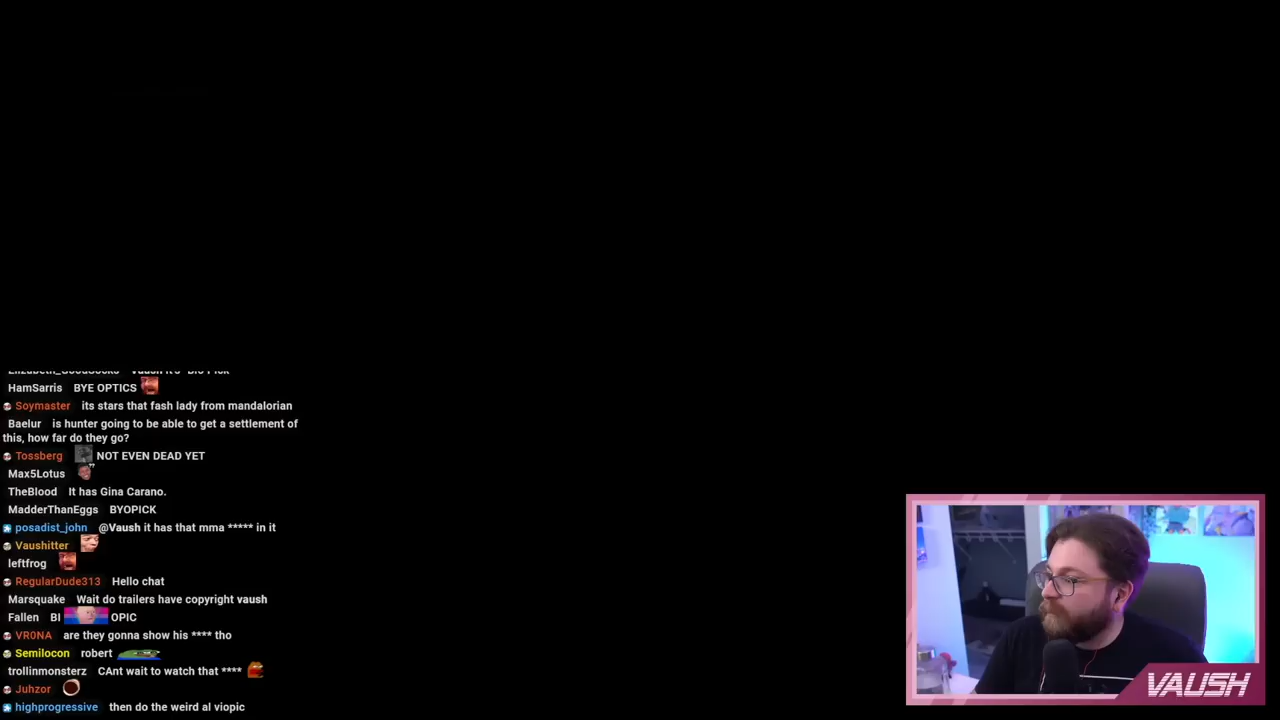 HamSarris BYE OPTICS
Soymaster its stars that fash lady from mandalorian
Baelur is hunter going to be able to get a settlement of
this, how far do they go?
Tossberg NOT EVEN DEAD YET
Max5Lotus
TheBlood It has Gina Carano.
MadderThanEggs BYOPICK
posadist_john @Vaush it has that mma ***** in it
Vaushitter
leftfrog
RegularDude313 Hello chat
Marsquake Wait do trailers have copyright vaush
Fallen BI OPIC
VR0NA are they gonna show his **** tho
Semilocon robert
trollinmonsterz CAnt wait to watch that ****
Juhzor
highprogressive then do the weird al viopic
VAUSH